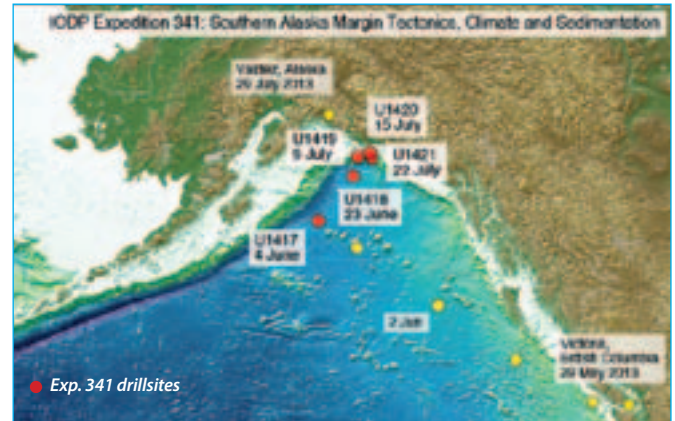 IODP Expedition 341: Southern Alaska Margin Tectonics, Climate and Sedimentation
Valdez, Alaska
29 July 2013
U1420
15 July
U1419
9 July
U1421
22 July
U1418
23 June
U1417
4 June
2 Jun
Victoria,
British Columbia
29 May 2013
Exp. 341 drillsites